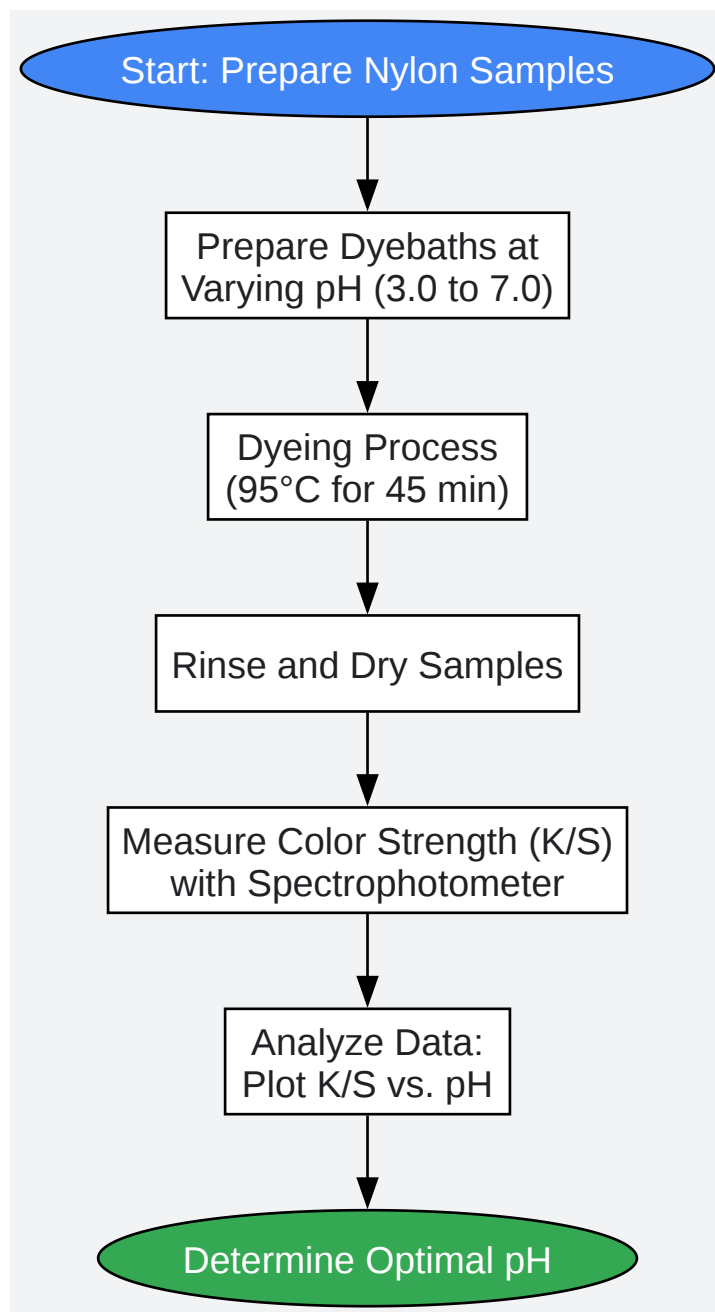 Start: Prepare Nylon Samples
Prepare Dyebaths at
Varying pH (3.0 to 7.0)
Dyeing Process
(95°C for 45 min)
Rinse and Dry Samples
Measure Color Strength (K/S)
with Spectrophotometer
Analyze Data:
Plot K/S vs. pH
Determine Optimal pH